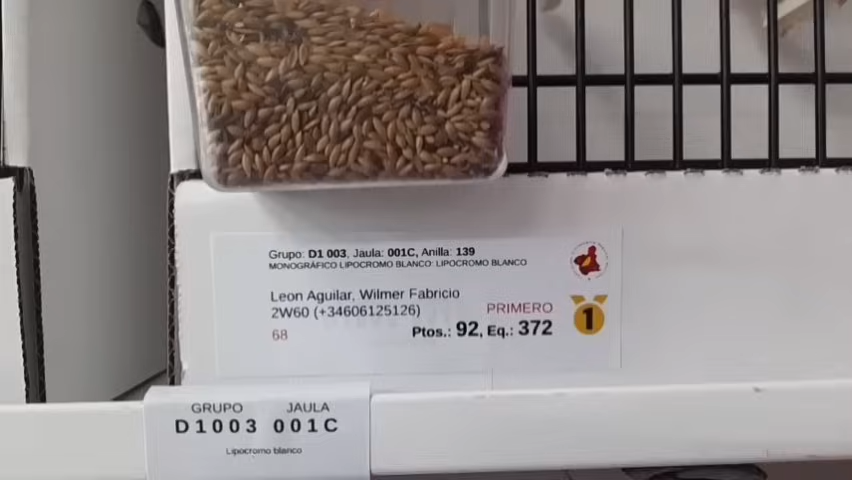 Grupo: D1 003, Jaula: 001C, Anilla: 139
MONOGRÁFICO LIPOCROMO BLANCO: LIPOCROMO BLANCO
Leon Aguilar, Wilmer Fabricio
2W60 (+34606125126)
PRIMERO
1
68
Ptos.: 92, Eq.: 372
GRUPO JAULA
D1003 001C
Lipocromo blanco